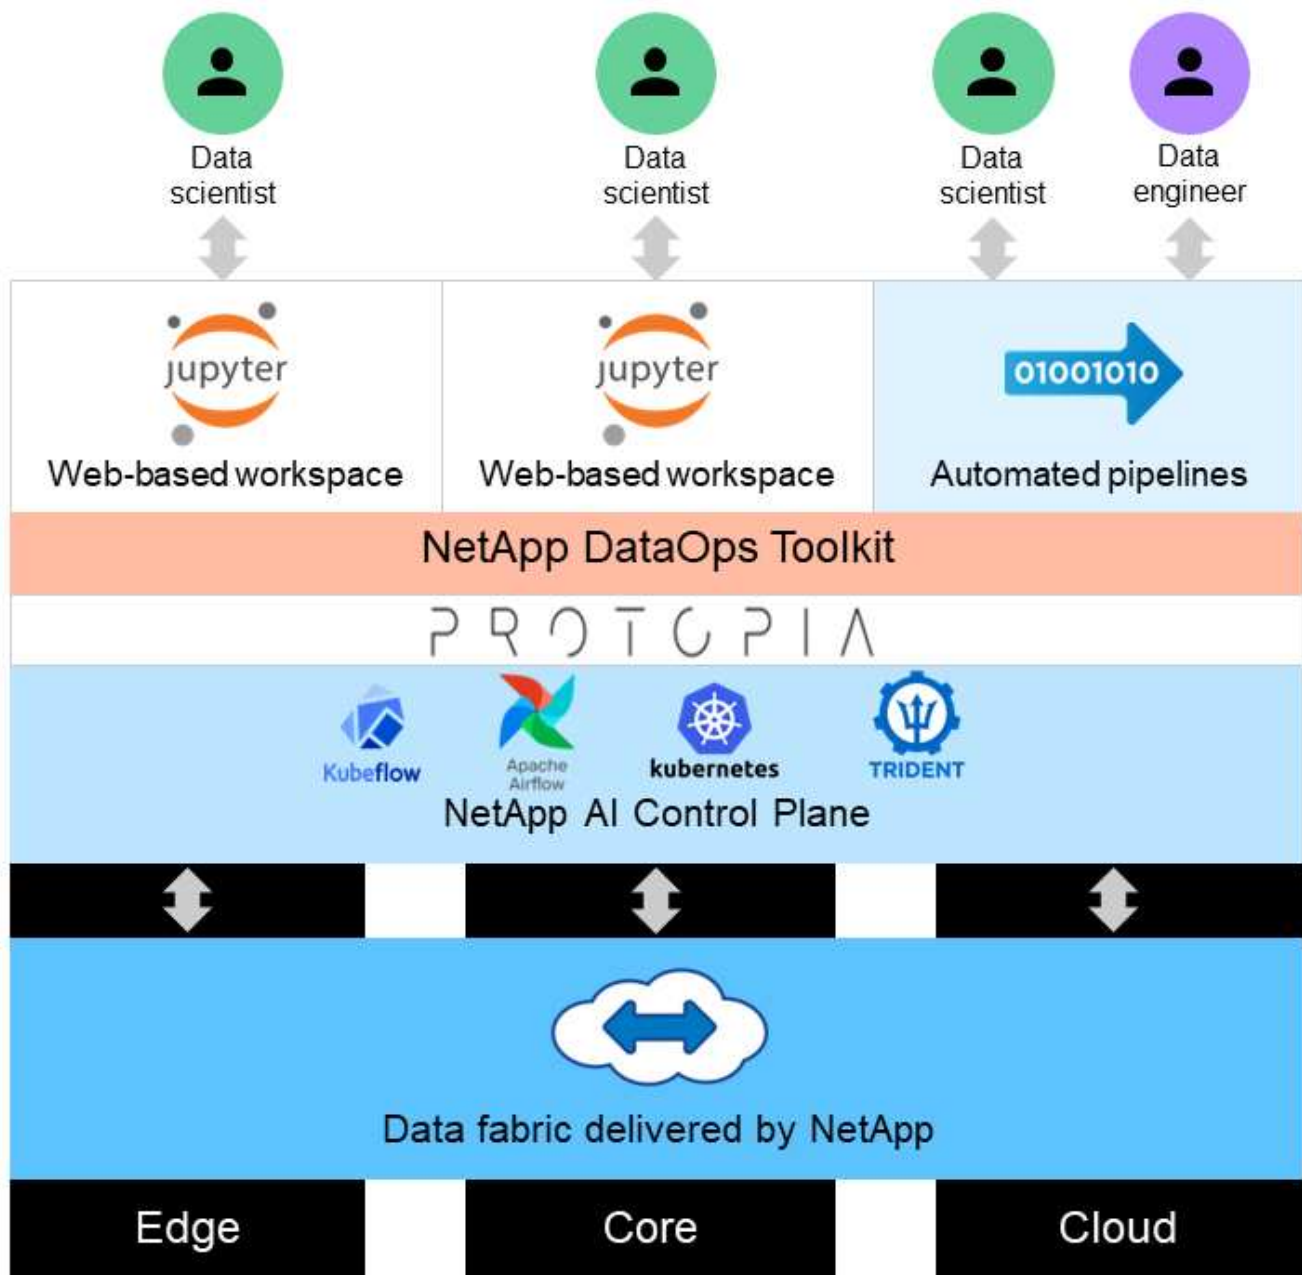 Data
scientist
Data
scientist
Data
scientist
Data
engineer
jupyter
Web-based workspace
jupyter
Web-based workspace
01001010
Automated pipelines
NetApp DataOps Toolkit
PROTOPIA
Kubeflow
Apache
Airflow
kubernetes
TRIDENT
NetApp AI Control Plane
Data fabric delivered by NetApp
Edge
Core
Cloud